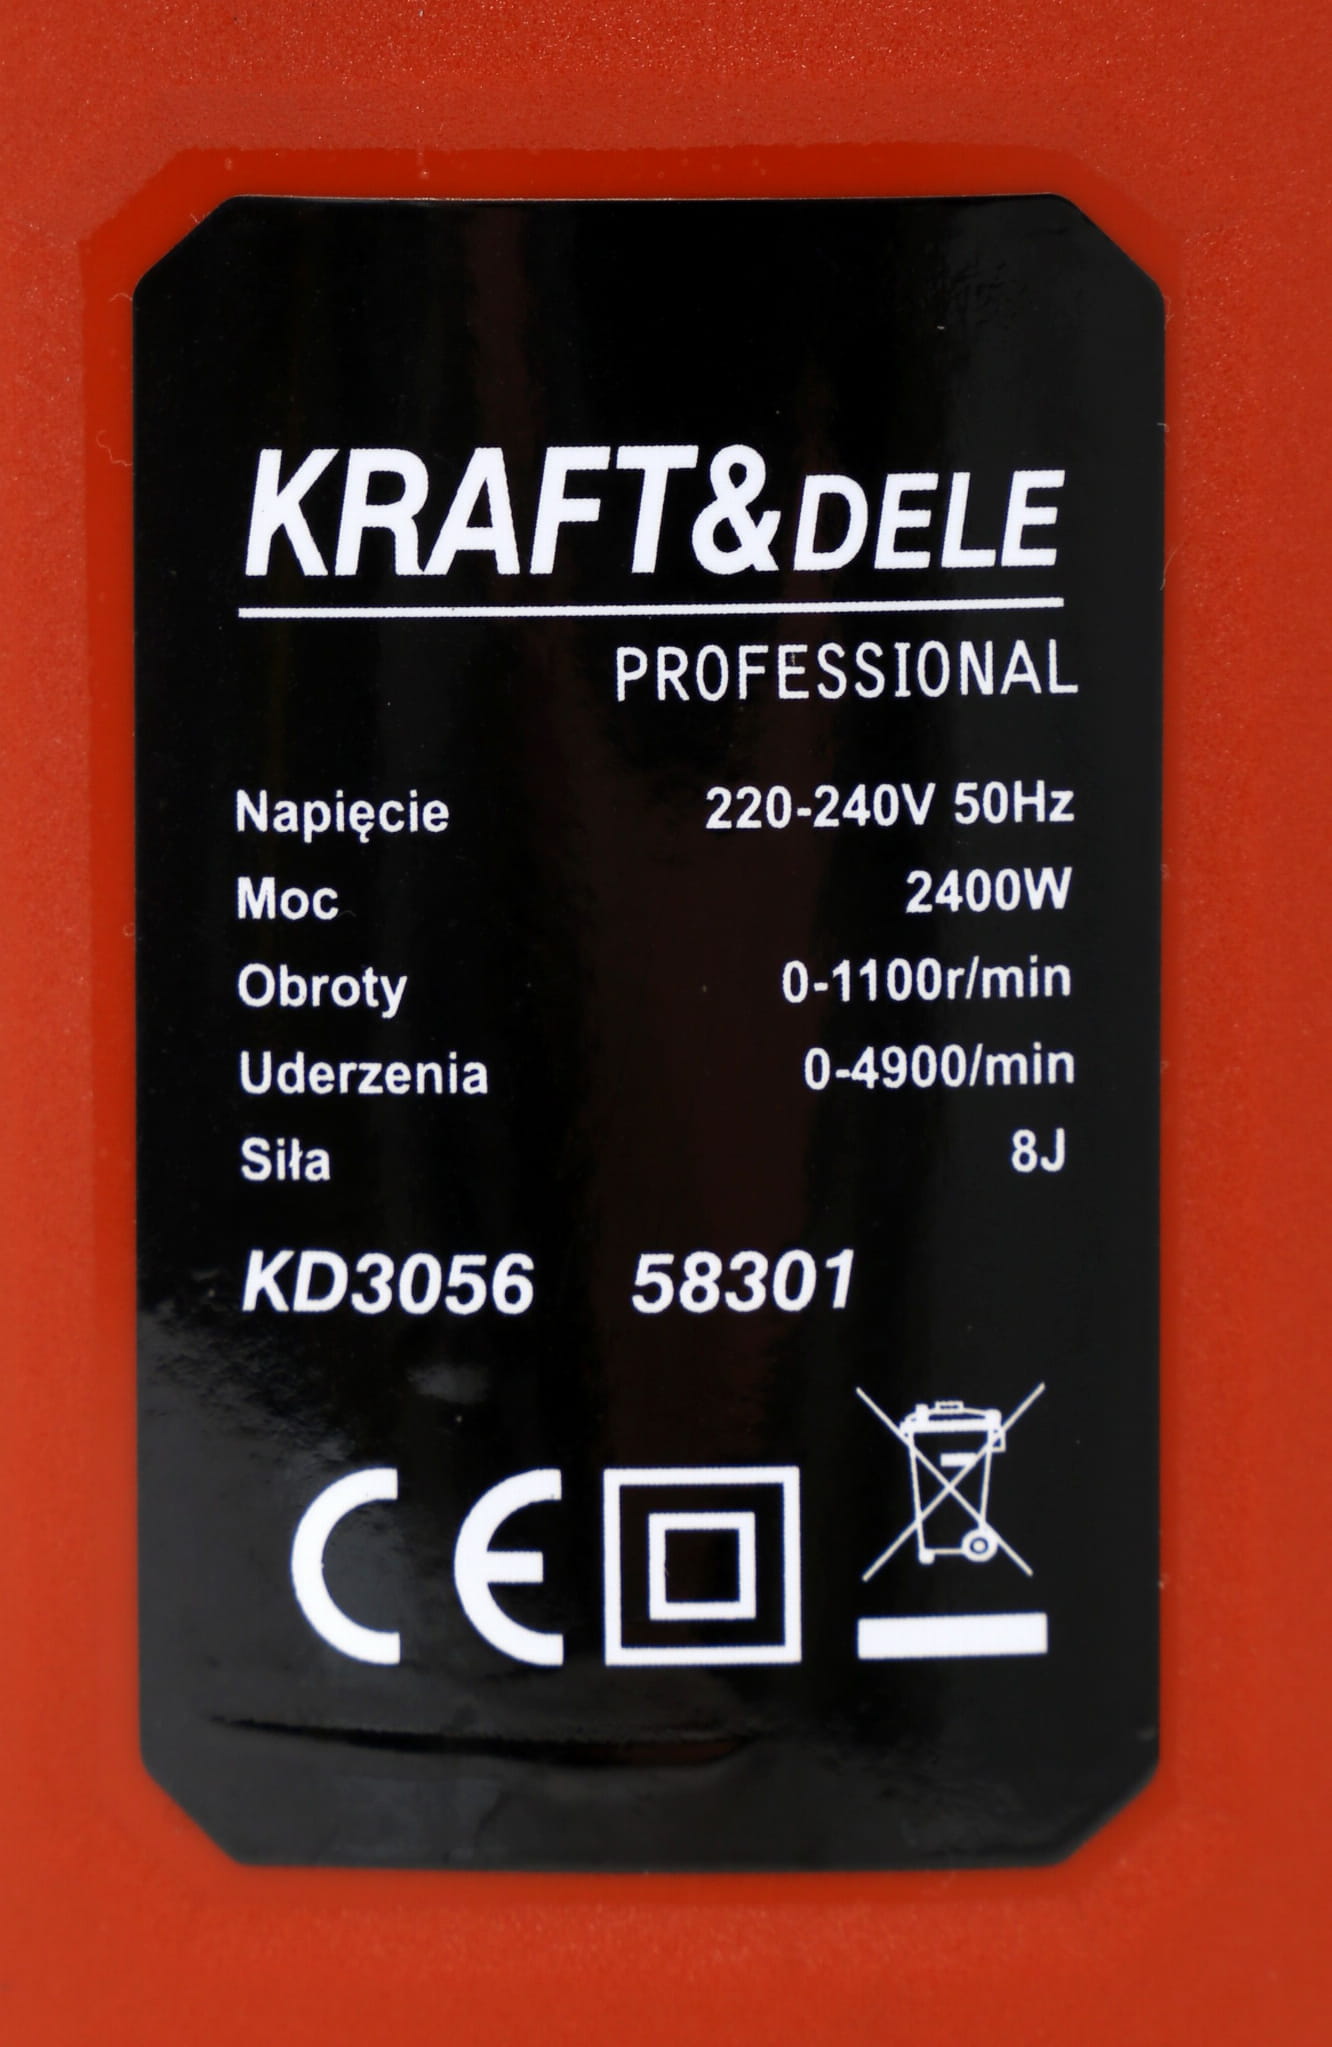 KRAFT&DELE
PROFESSIONAL
Napięcie 220-240V 50Hz
Moc 2400W
Obroty 0-1100r/min
Uderzenia 0-4900/min
Siła 8J
KD3056 58301
CE